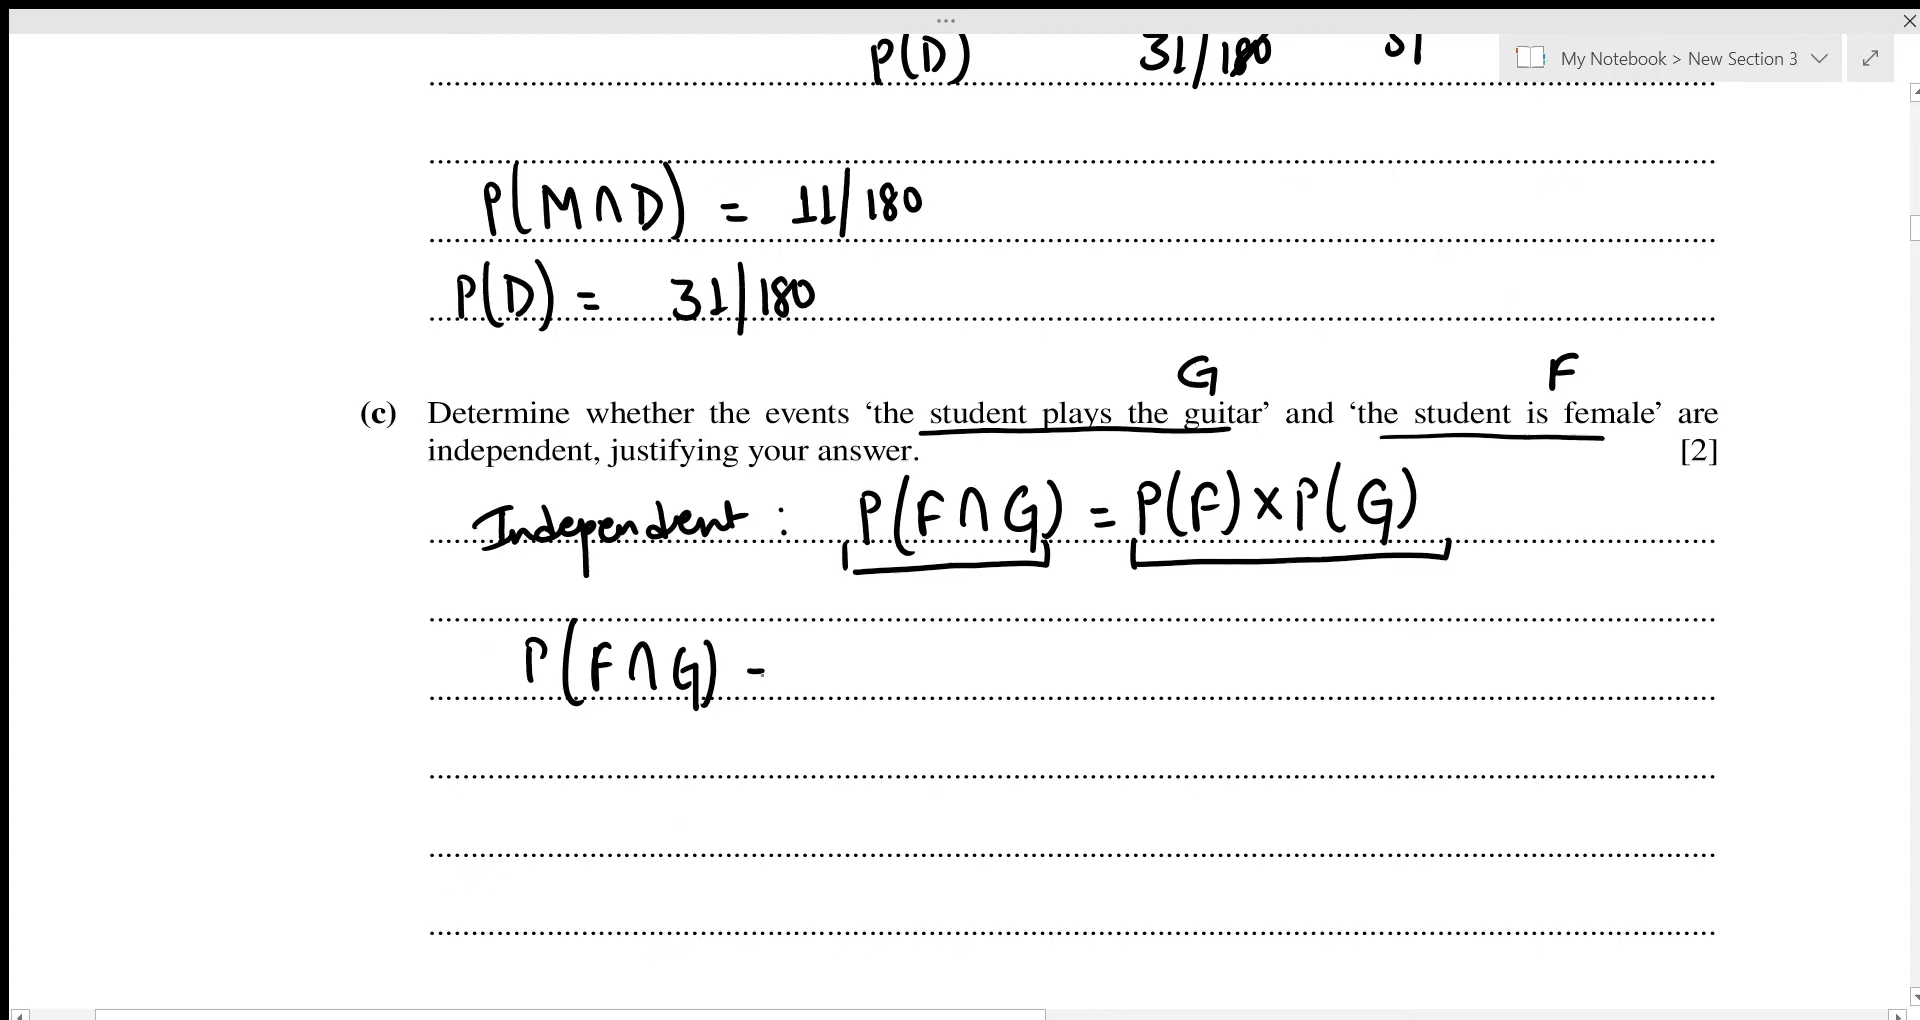 ...
My Notebook > New Section 3
P(D) 31/180 31
P(M∩D) = 11/180
P(D) = 31/180
G F
(c) Determine whether the events ‘the student plays the guitar’ and ‘the student is female’ are
independent, justifying your answer. [2]
Independent : P(F∩G) = P(F)×P(G)
P(F∩G) -